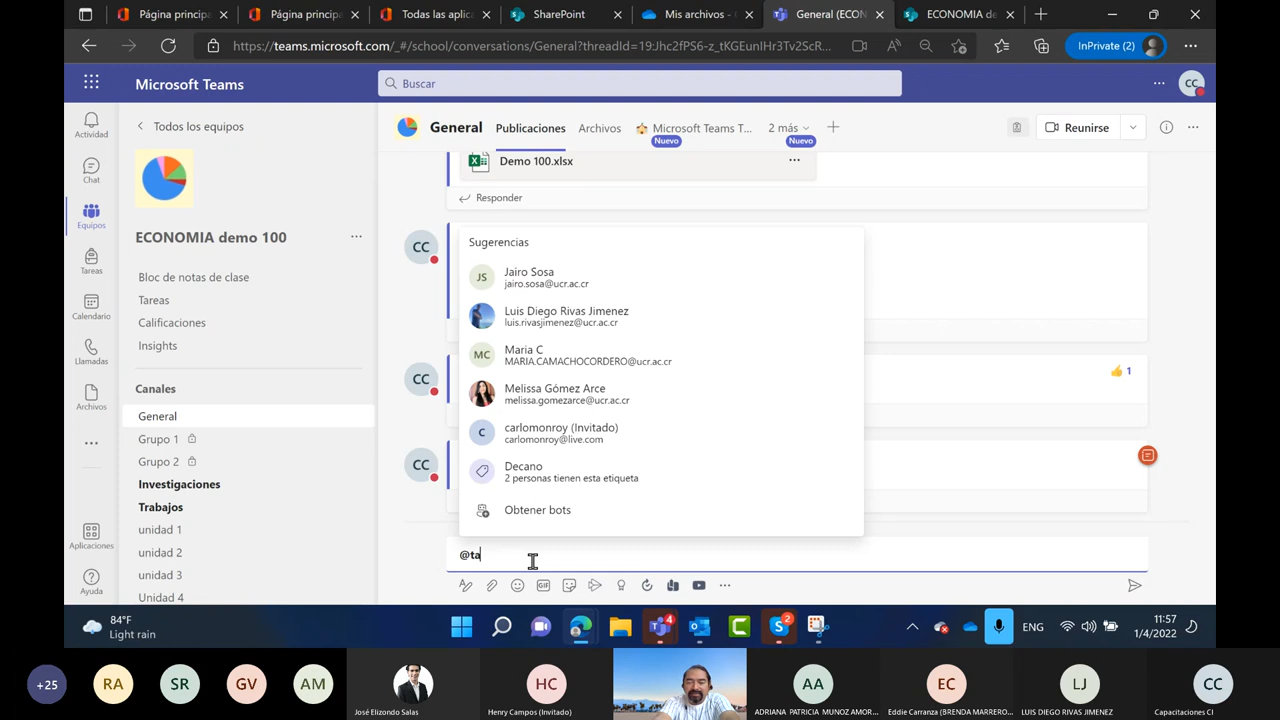 Página principa
Página principa
Todas las aplic
SharePoint
Mis archivos -
General (ECON
ECONOMIA de
https://teams.microsoft.com/_#/school/conversations/General?threadId=19:Jhc2fPS6-z_tKGEunIHr3Tv2ScR...
InPrivate (2)
Microsoft Teams
Buscar
CC
Actividad
Chat
Equipos
Tareas
Calendario
Llamadas
Archivos
Aplicaciones
Ayuda
Todos los equipos
ECONOMIA demo 100
Bloc de notas de clase
Tareas
Calificaciones
Insights
Canales
General
Grupo 1
Grupo 2
Investigaciones
Trabajos
unidad 1
unidad 2
unidad 3
Unidad 4
General
Publicaciones
Archivos
Microsoft Teams T...
Nuevo
2 más
Nuevo
Reunirse
Demo 100.xlsx
Responder
CC
CC
CC
1
Sugerencias
JS
Jairo Sosa
jairo.sosa@ucr.ac.cr
Luis Diego Rivas Jimenez
luis.rivasjimenez@ucr.ac.cr
MC
Maria C
MARIA.CAMACHOCORDERO@ucr.ac.cr
Melissa Gómez Arce
melissa.gomezarce@ucr.ac.cr
C
carlomonroy (Invitado)
carlomonroy@live.com
Decano
2 personas tienen esta etiqueta
Obtener bots
@ta
GIF
84°F
Light rain
4
2
ENG
11:57
1/4/2022
+25
RA
SR
GV
AM
José Elizondo Salas
HC
Henry Campos (Invitado)
AA
ADRIANA PATRICIA MUNOZ AMOR...
EC
Eddie Carranza (BRENDA MARRERO...
LJ
LUIS DIEGO RIVAS JIMENEZ
CC
Capacitaciones CI